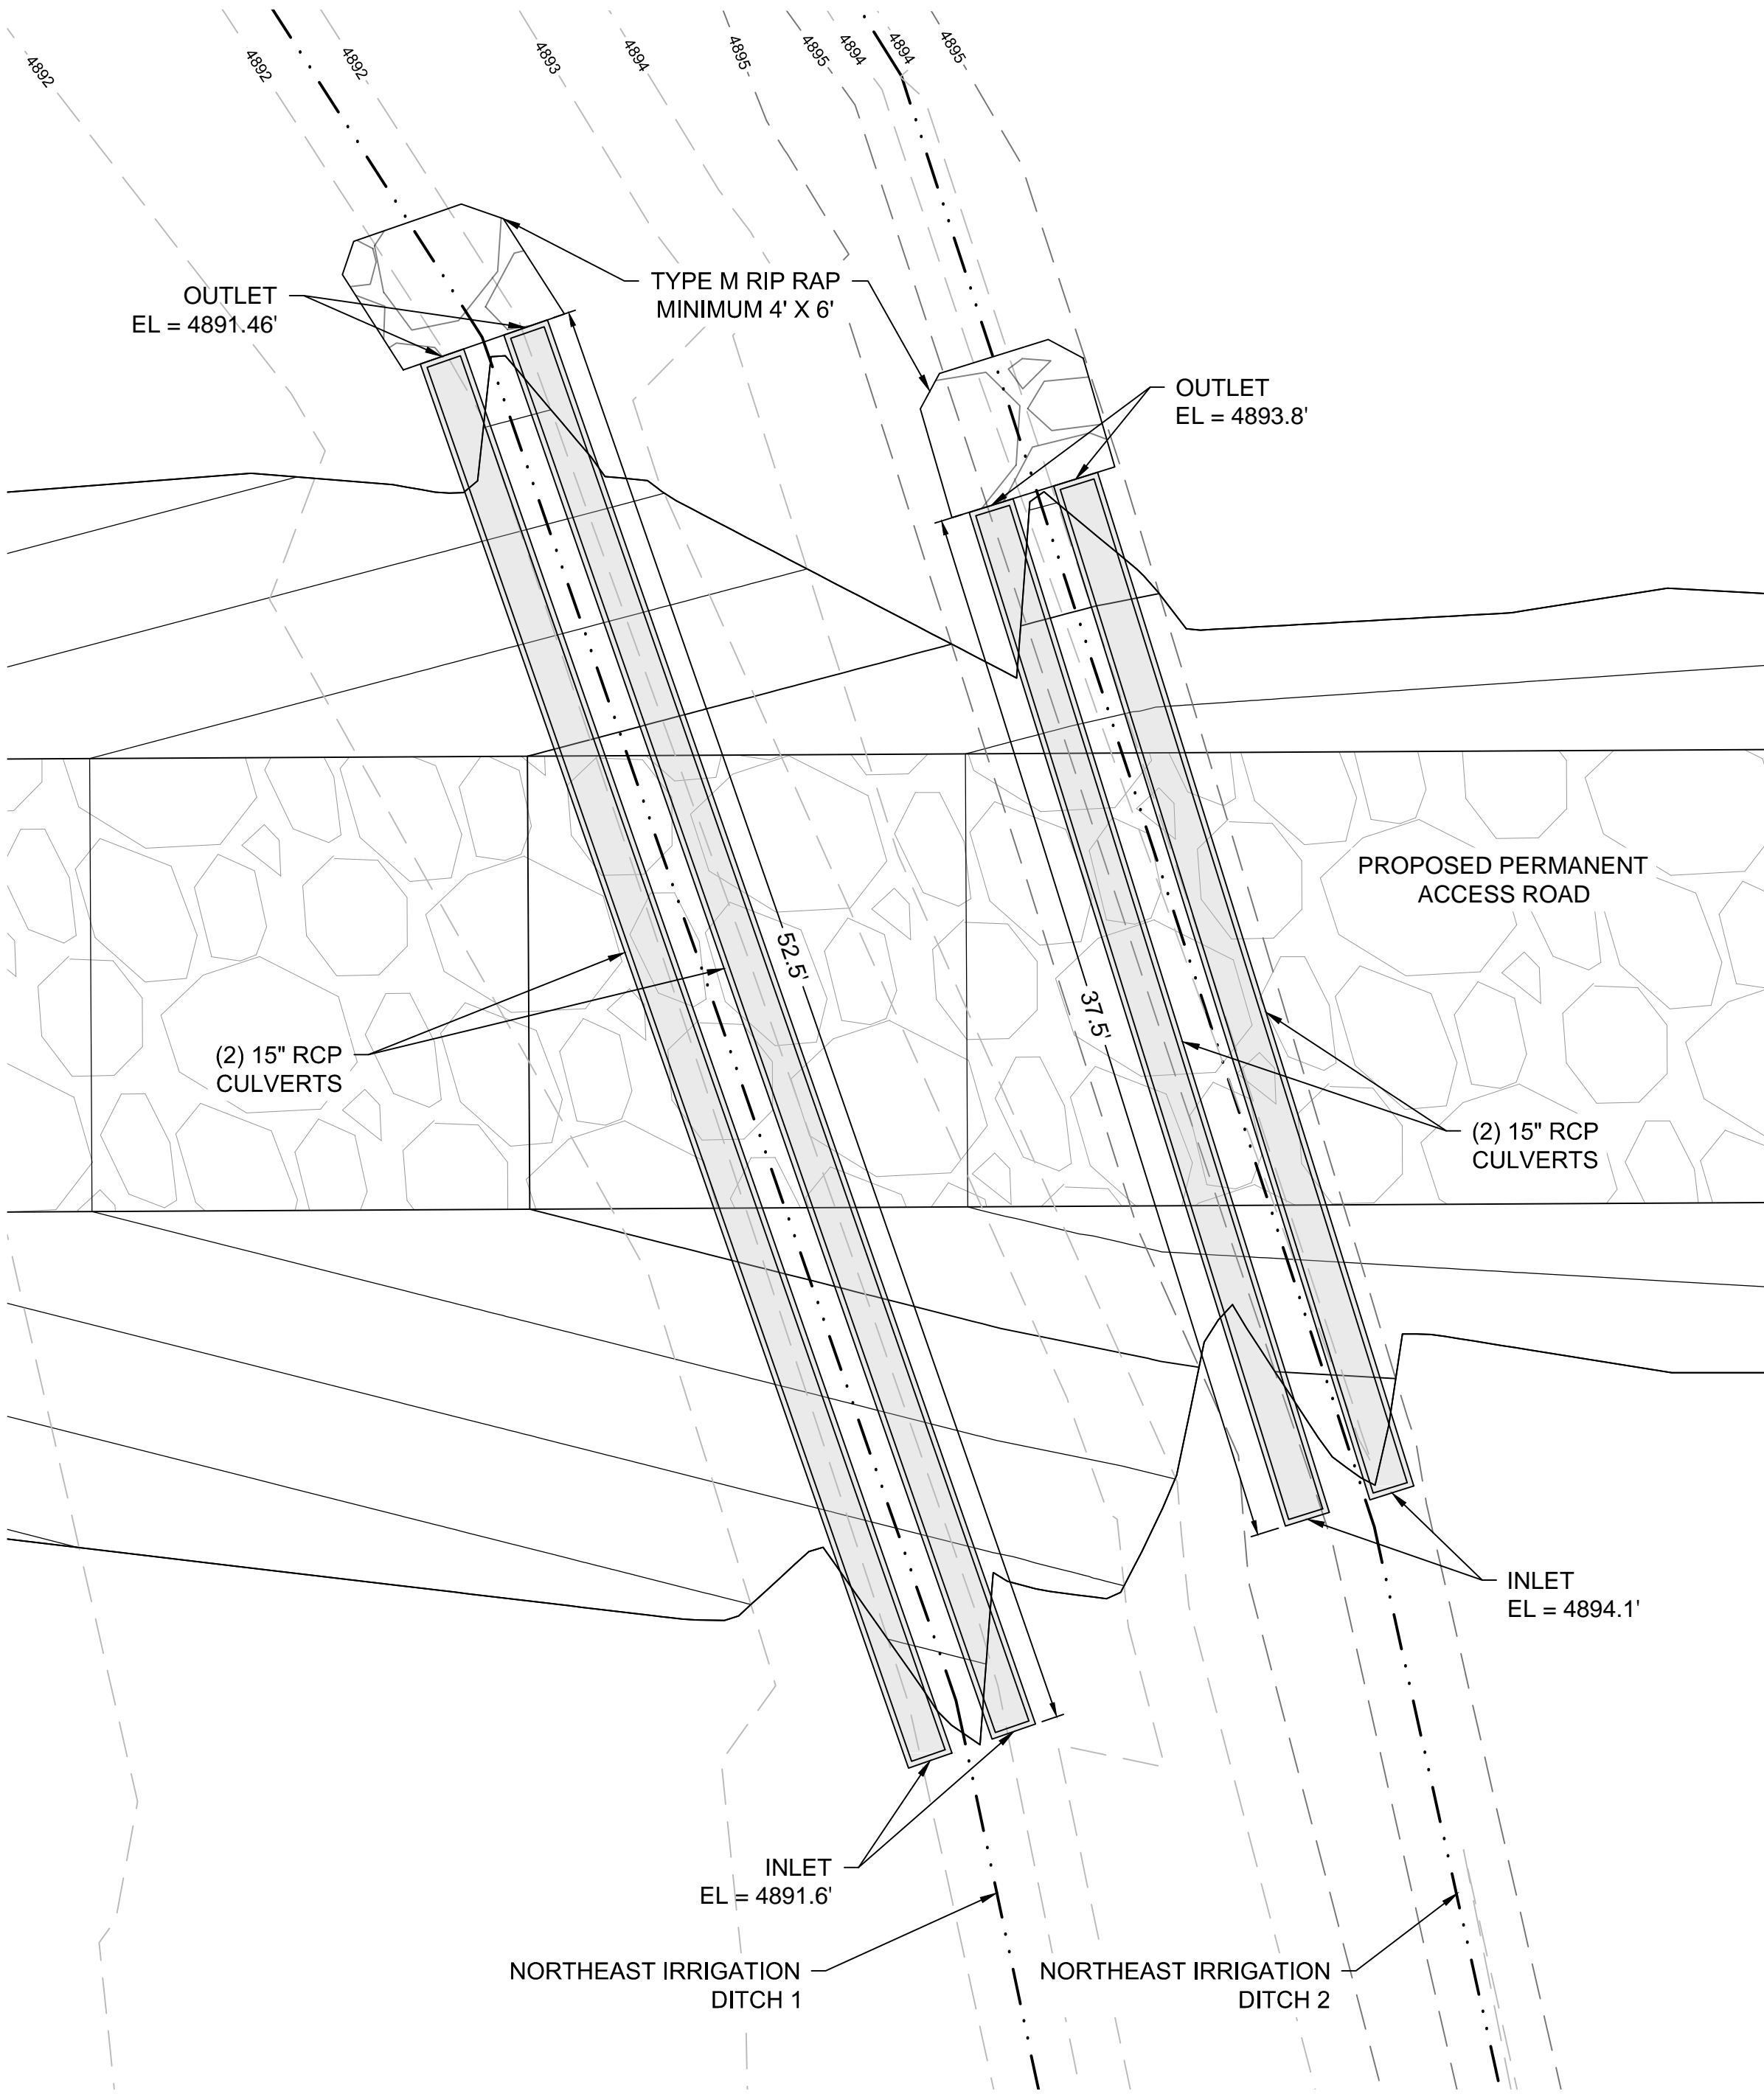 4892
4892
4892
4893
4894
4895
4895
4894
4894
4895
OUTLET
EL = 4891.46'
TYPE M RIP RAP
MINIMUM 4' X 6'
OUTLET
EL = 4893.8'
PROPOSED PERMANENT
ACCESS ROAD
52.5'
37.5'
(2) 15" RCP
CULVERTS
(2) 15" RCP
CULVERTS
INLET
EL = 4894.1'
INLET
EL = 4891.6'
NORTHEAST IRRIGATION
DITCH 1
NORTHEAST IRRIGATION
DITCH 2